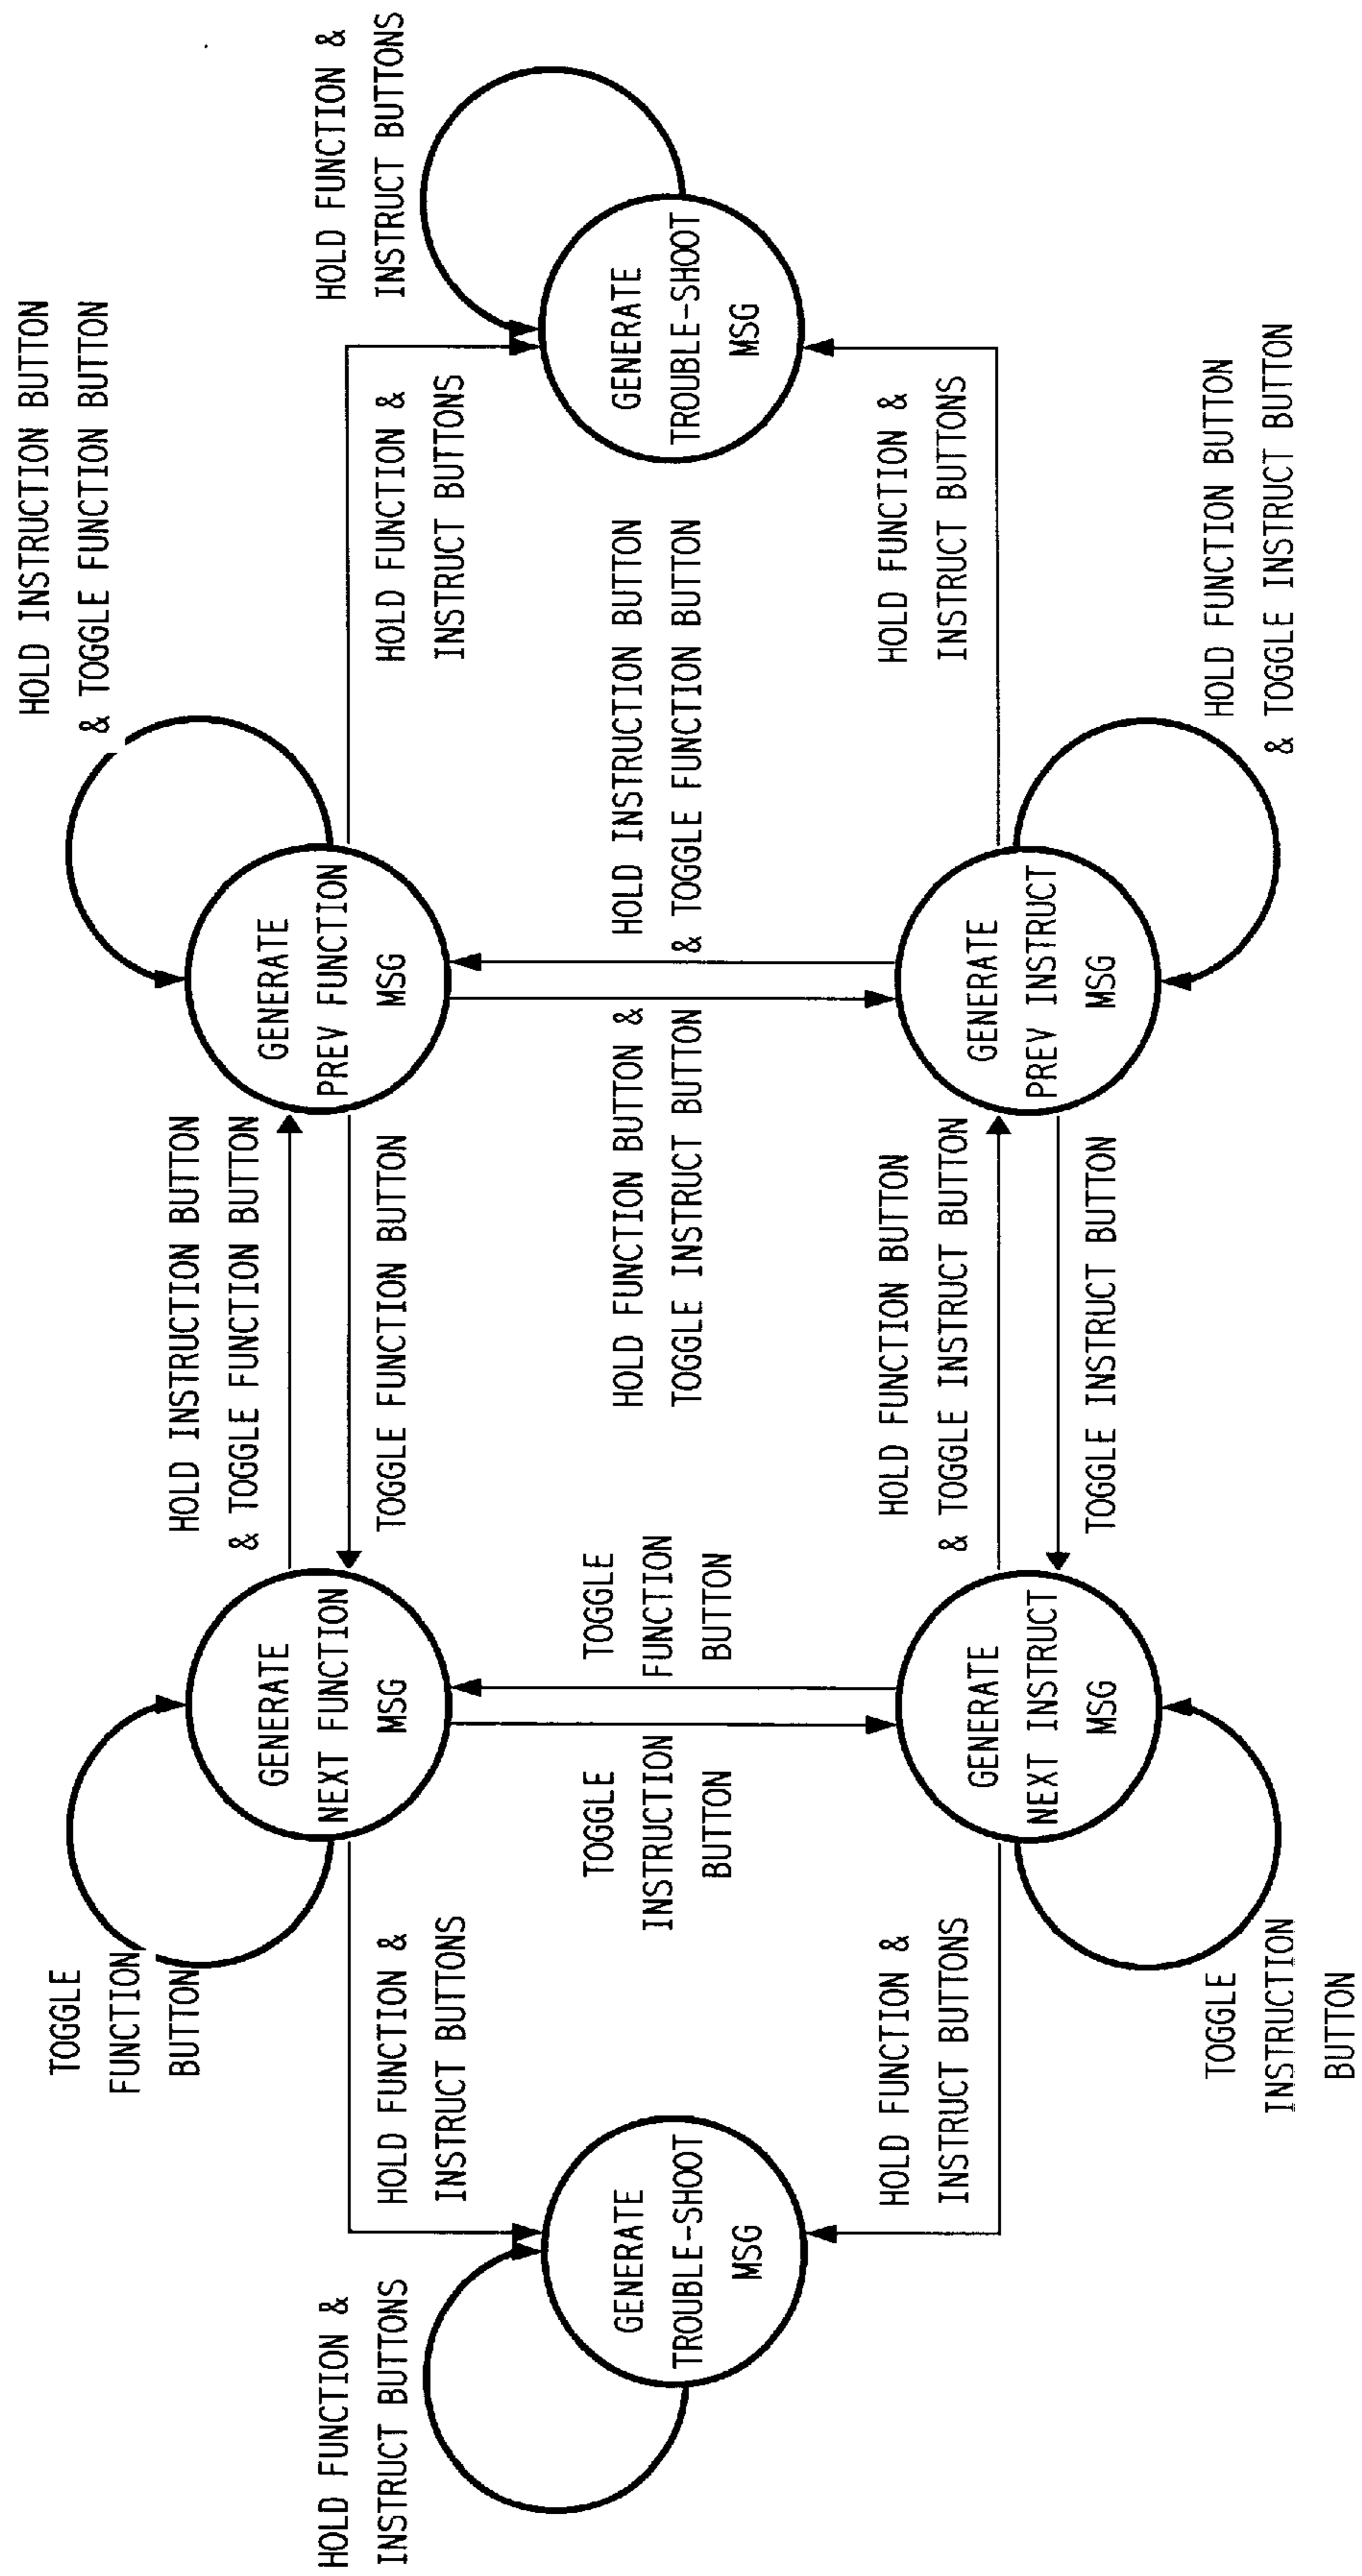 HOLD INSTRUCTION BUTTON
& TOGGLE FUNCTION BUTTON
TOGGLE
FUNCTION
BUTTON
HOLD INSTRUCTION BUTTON
& TOGGLE FUNCTION BUTTON
GENERATE
NEXT FUNCTION
MSG
GENERATE
PREV FUNCTION
MSG
TOGGLE FUNCTION BUTTON
HOLD FUNCTION &
INSTRUCT BUTTONS
HOLD FUNCTION &
INSTRUCT BUTTONS
HOLD FUNCTION &
INSTRUCT BUTTONS
HOLD FUNCTION &
INSTRUCT BUTTONS
GENERATE
TROUBLE-SHOOT
MSG
TOGGLE
INSTRUCTION
BUTTON
TOGGLE
FUNCTION
BUTTON
HOLD FUNCTION BUTTON &
TOGGLE INSTRUCT BUTTON
HOLD INSTRUCTION BUTTON
& TOGGLE FUNCTION BUTTON
GENERATE
TROUBLE-SHOOT
MSG
HOLD FUNCTION &
INSTRUCT BUTTONS
HOLD FUNCTION BUTTON
& TOGGLE INSTRUCT BUTTON
HOLD FUNCTION &
INSTRUCT BUTTONS
GENERATE
NEXT INSTRUCT
MSG
GENERATE
PREV INSTRUCT
MSG
TOGGLE INSTRUCT BUTTON
TOGGLE
INSTRUCTION
BUTTON
HOLD FUNCTION BUTTON
& TOGGLE INSTRUCT BUTTON